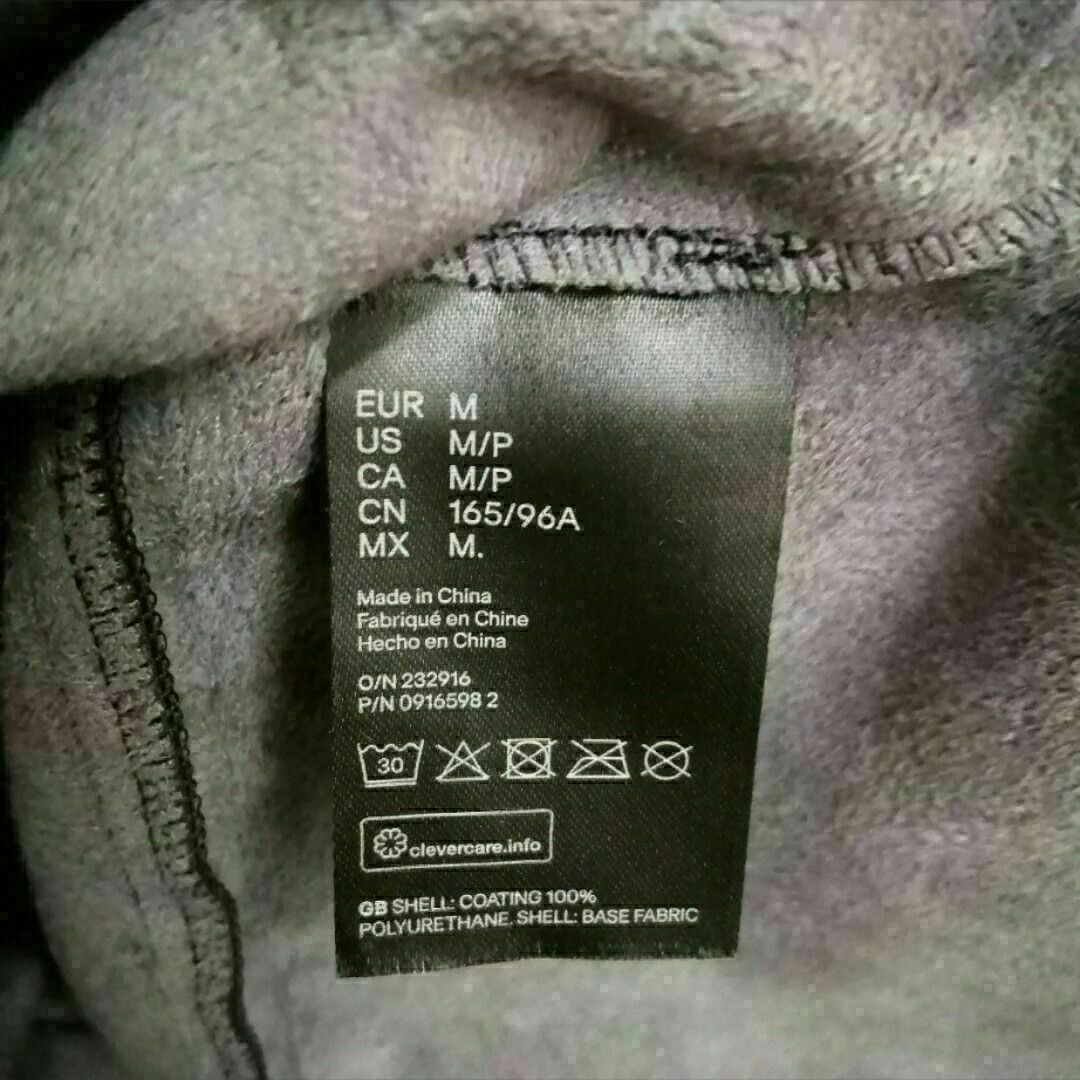 EUR M
US M/P
CA M/P
CN 165/96A
MX M.
Made in China
Fabriqué en Chine
Hecho en China
O/N 232916
P/N 0916598 2
30
clevercare.info
GB SHELL: COATING 100%
POLYURETHANE. SHELL: BASE FABRIC